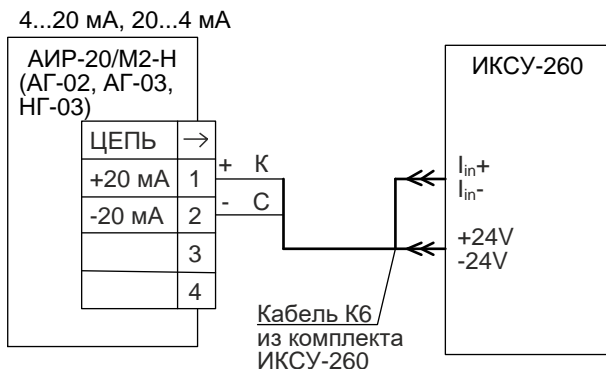 4...20 мА, 20...4 мА
АИР-20/М2-Н
(АГ-02, АГ-03,
НГ-03)
ИКСУ-260
ЦЕПЬ →
+20 мА 1 + К
-20 мА 2 - С
3
4
Iin+
Iin-
+24V
-24V
Кабель К6
из комплекта
ИКСУ-260